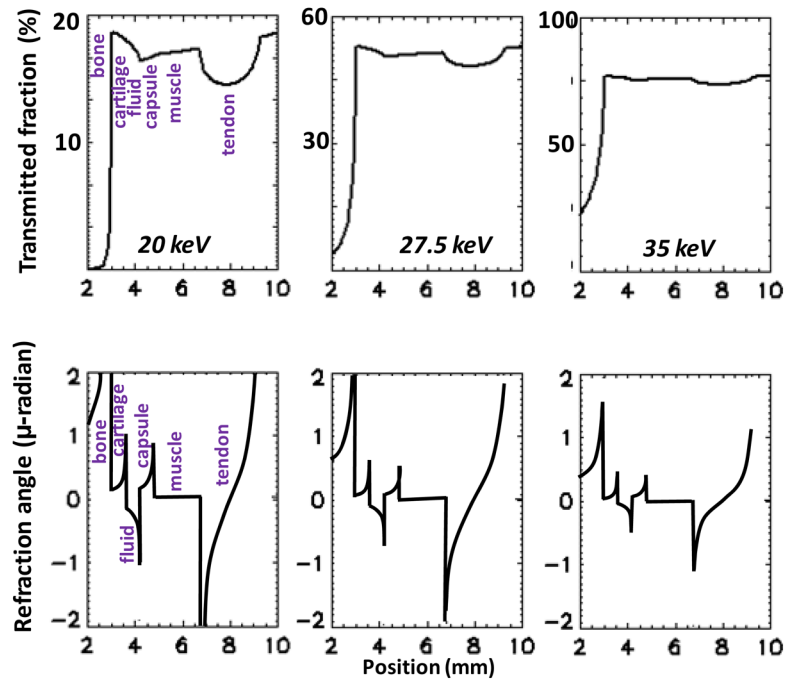 Transmitted fraction (%)
20
10
bone
cartilage
fluid
capsule
muscle
tendon
20 keV
2 4 6 8 10
60
30
27.5 keV
2 4 6 8 10
100
50
35 keV
2 4 6 8 10
Refraction angle (μ-radian)
2
1
0
-1
-2
bone
cartilage
fluid
capsule
muscle
tendon
2 4 6 8 10
2
1
0
-1
-2
2 4 6 8 10
2
1
0
-1
-2
2 4 6 8 10
Position (mm)